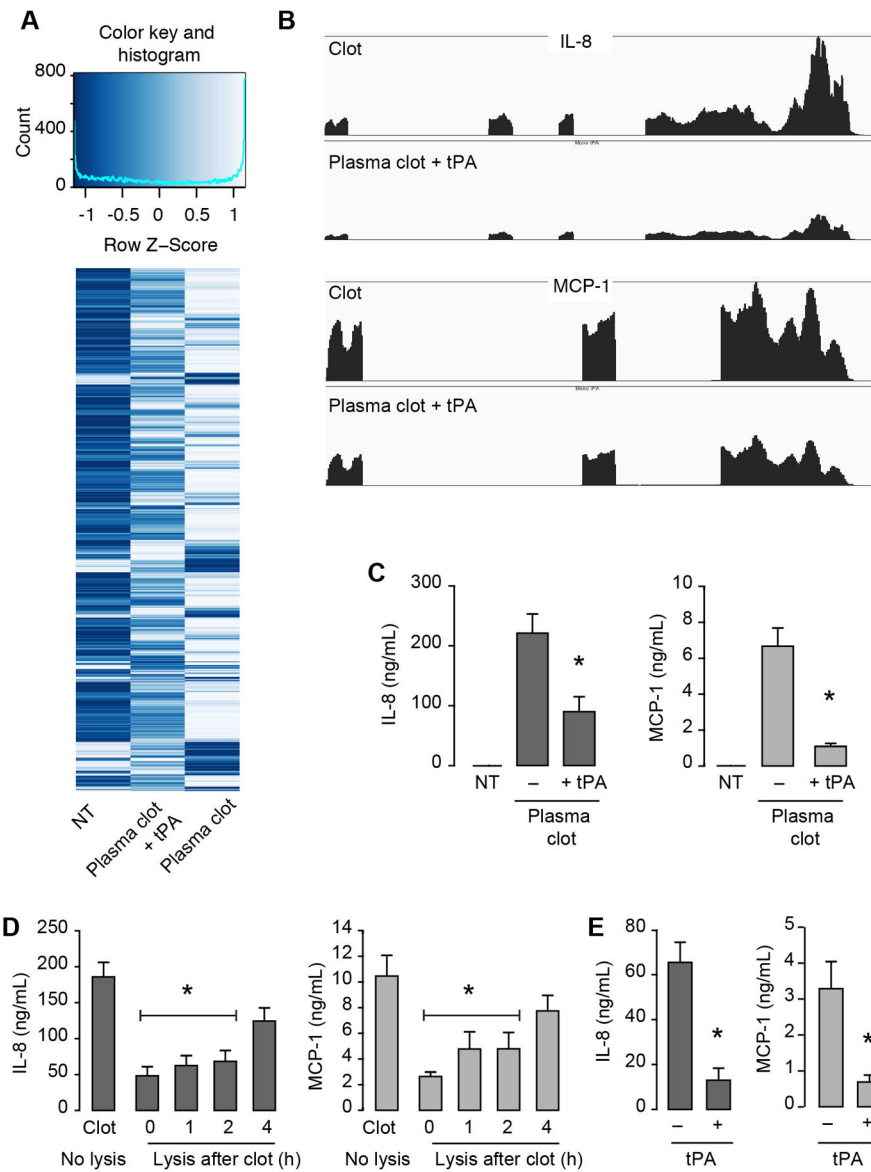 A
Color key and
histogram
800
400
0
Count
-1 -0.5 0 0.5 1
Row Z–Score
NT
Plasma clot
+ tPA
Plasma clot
B
Clot
IL-8
Mono tPA
Plasma clot + tPA
Clot
MCP-1
Mono tPA
Plasma clot + tPA
C
300
200
100
0
IL-8 (ng/mL)
*
NT – + tPA
Plasma
clot
10
8
6
4
2
0
MCP-1 (ng/mL)
*
NT – + tPA
Plasma
clot
D
250
200
150
100
50
0
IL-8 (ng/mL)
*
Clot 0 1 2 4
No lysis Lysis after clot (h)
14
12
10
8
6
4
2
0
MCP-1 (ng/mL)
*
Clot 0 1 2 4
No lysis Lysis after clot (h)
E
80
60
40
20
0
IL-8 (ng/mL)
*
– +
tPA
5
4
3
2
1
0
MCP-1 (ng/mL)
*
– +
tPA